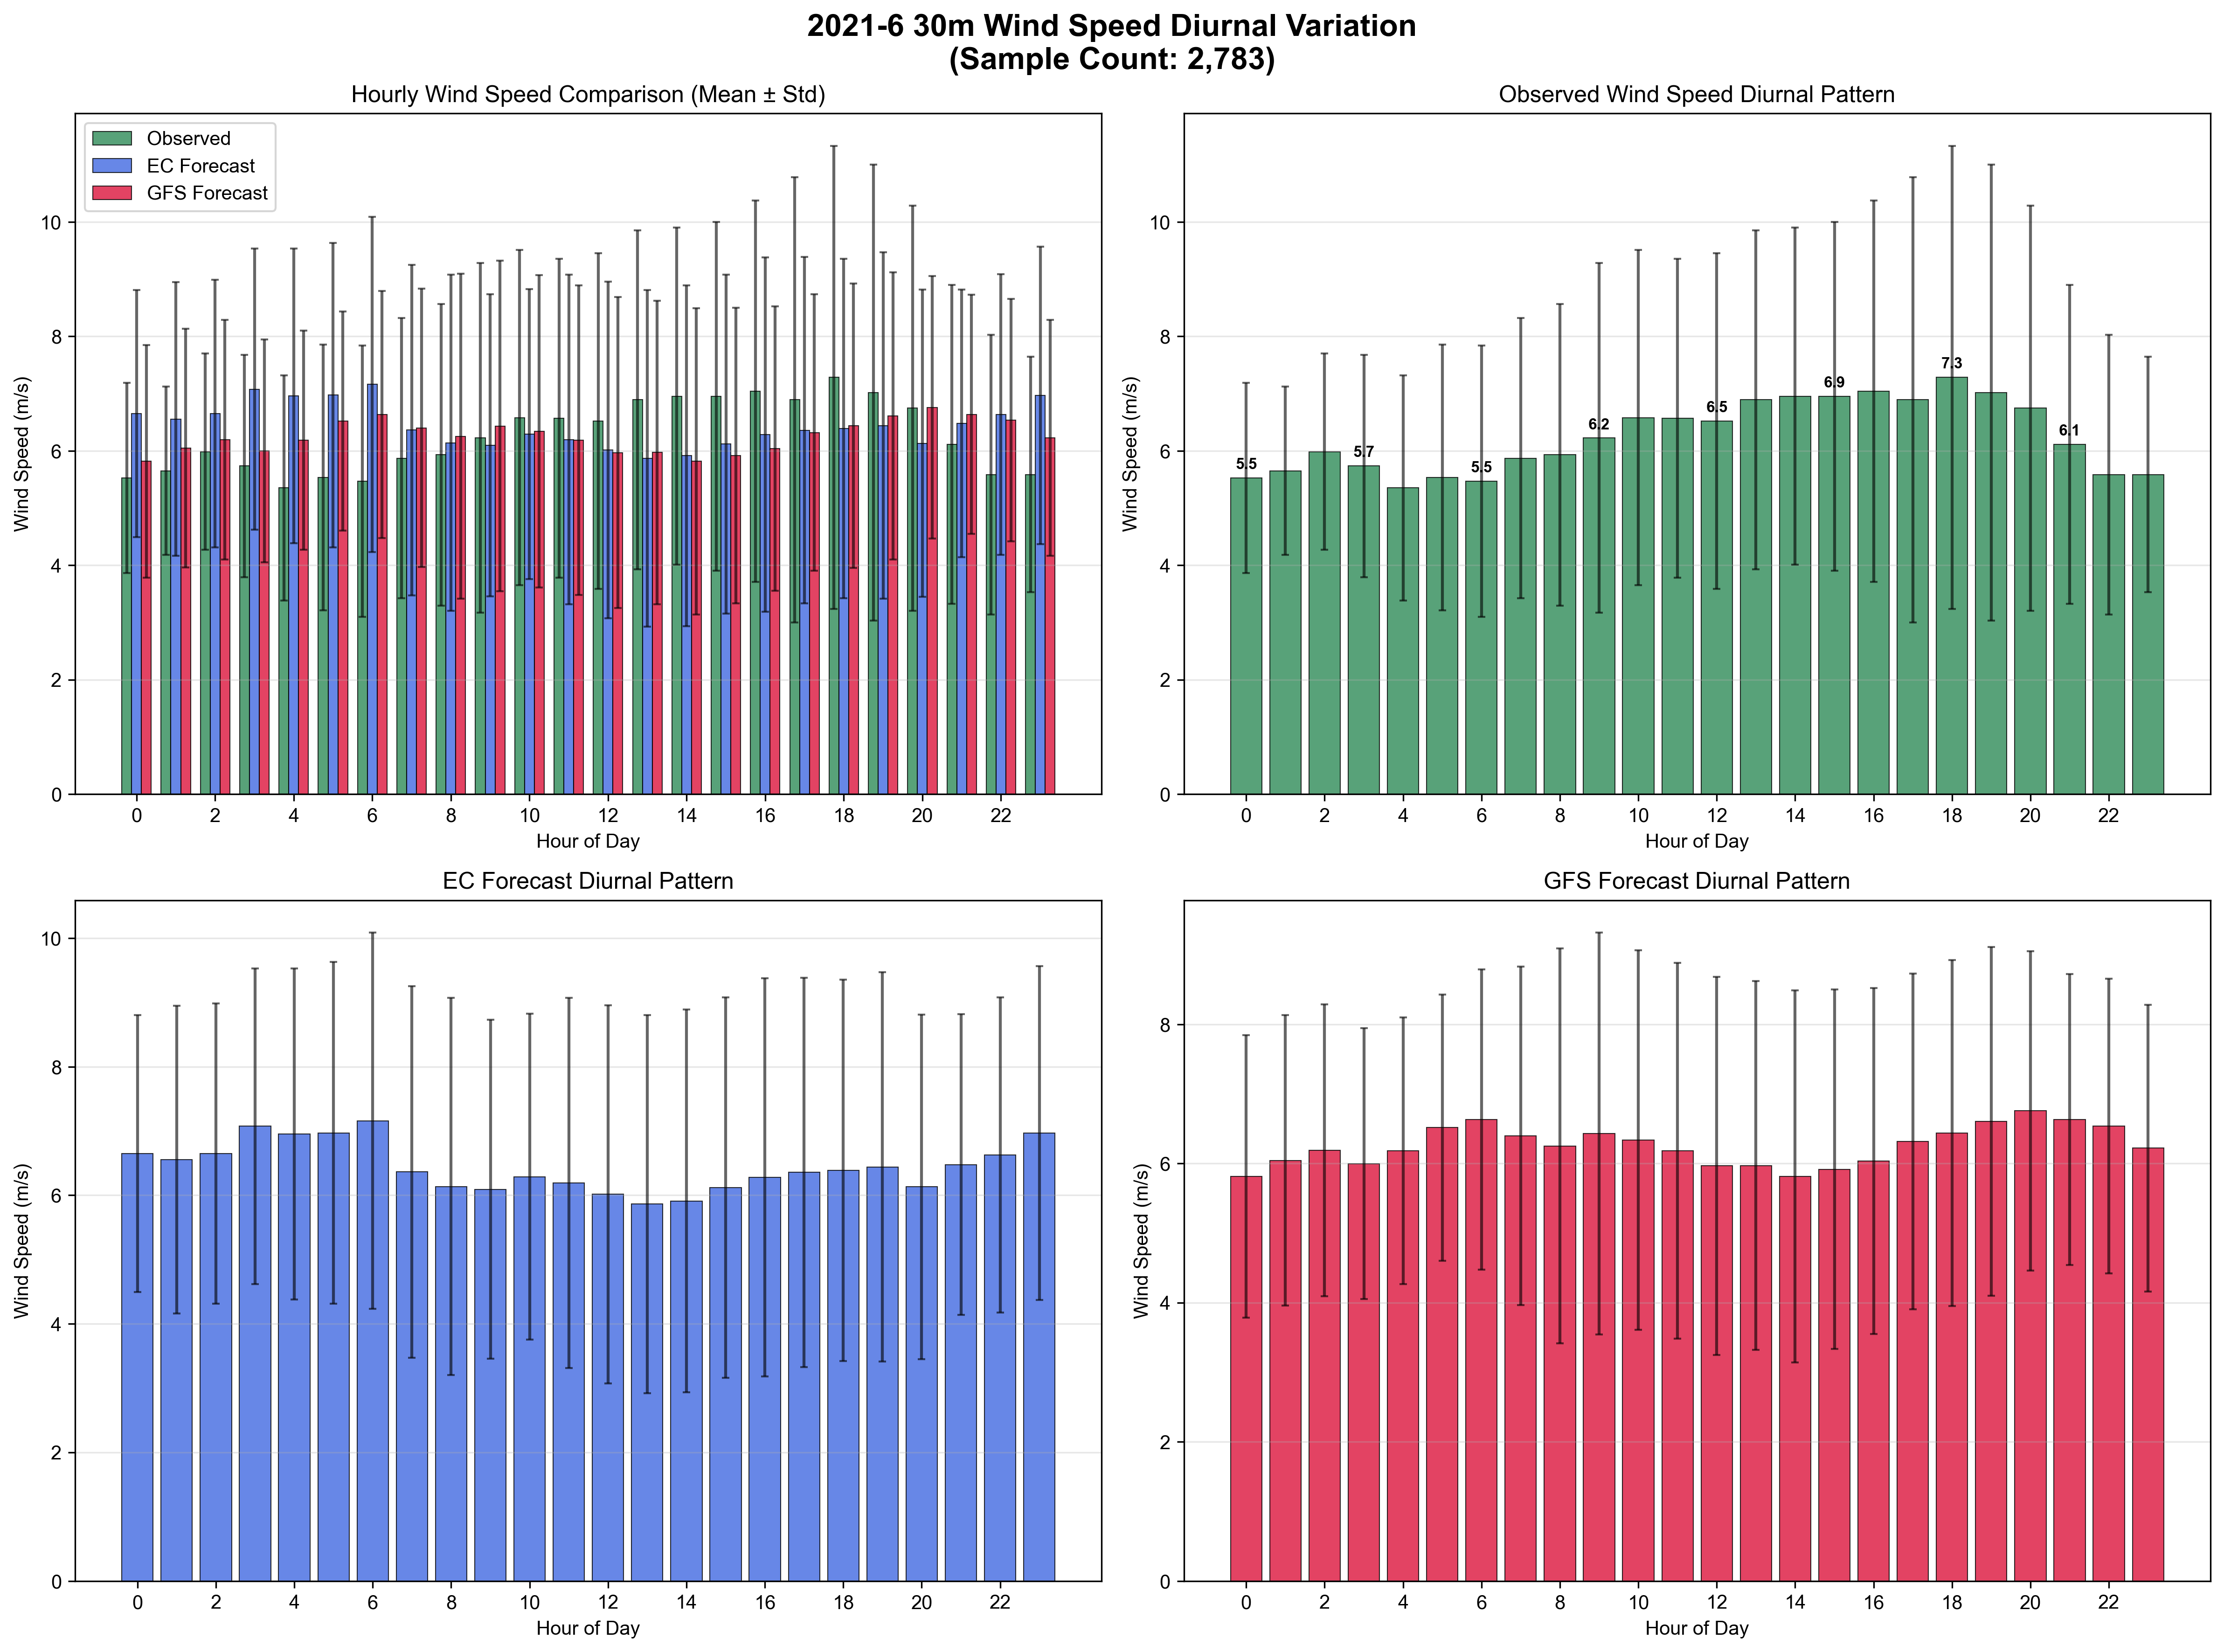 2021-6 30m Wind Speed Diurnal Variation
(Sample Count: 2,783)
Hourly Wind Speed Comparison (Mean ± Std)
Observed
EC Forecast
GFS Forecast
Wind Speed (m/s)
10
8
6
4
2
0
0 2 4 6 8 10 12 14 16 18 20 22
Hour of Day
Observed Wind Speed Diurnal Pattern
Wind Speed (m/s)
10
8
6
4
2
0
5.5 5.7 5.5 6.2 6.5 6.9 7.3 6.1
0 2 4 6 8 10 12 14 16 18 20 22
Hour of Day
EC Forecast Diurnal Pattern
Wind Speed (m/s)
10
8
6
4
2
0
0 2 4 6 8 10 12 14 16 18 20 22
Hour of Day
GFS Forecast Diurnal Pattern
Wind Speed (m/s)
8
6
4
2
0
0 2 4 6 8 10 12 14 16 18 20 22
Hour of Day